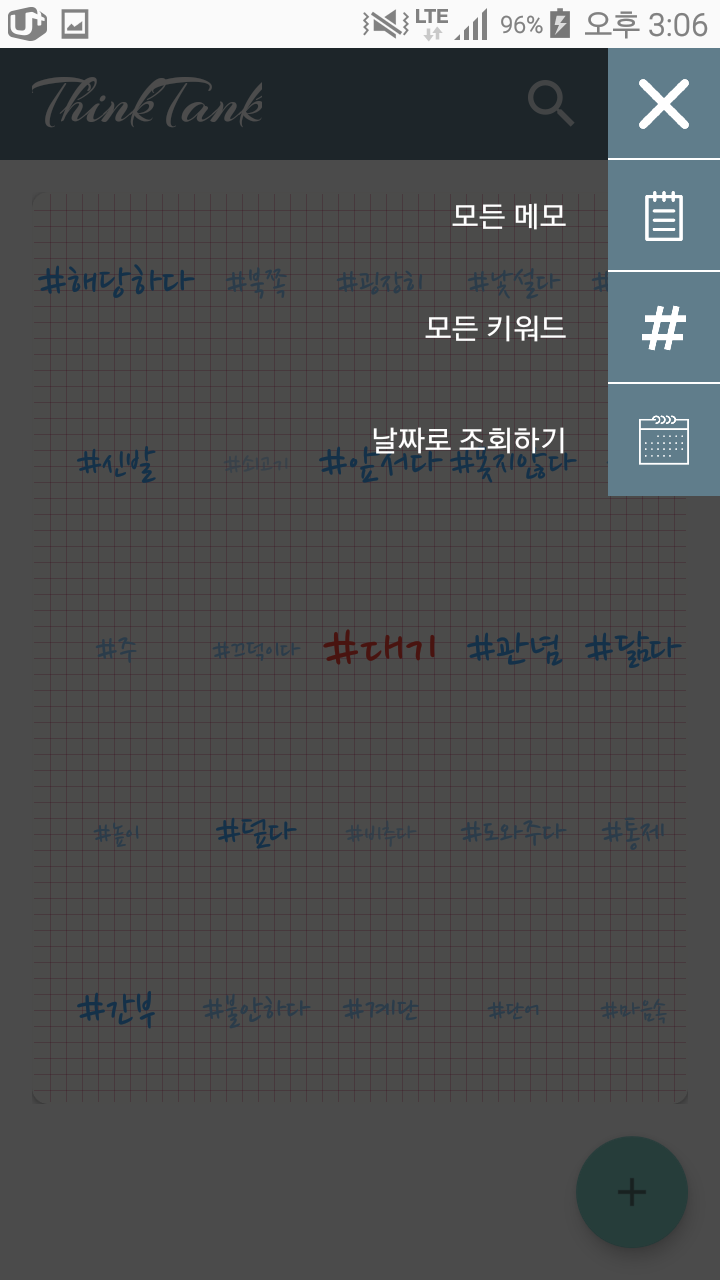 U+ LTE 96% 오후 3:06
ThinkTank
모든 메모
#해당하다 #북쪽 #굉장히 #낯설다 #
모든 키워드
날짜로 조회하기
#신발 #쇠고기 #앞서다 #못지않다
#주 #끄덕이다 #대기 #관념 #닮다
#높이 #덮다 #비추다 #도와주다 #통제
#간부 #불안하다 #계단 #단어 #마음속
+